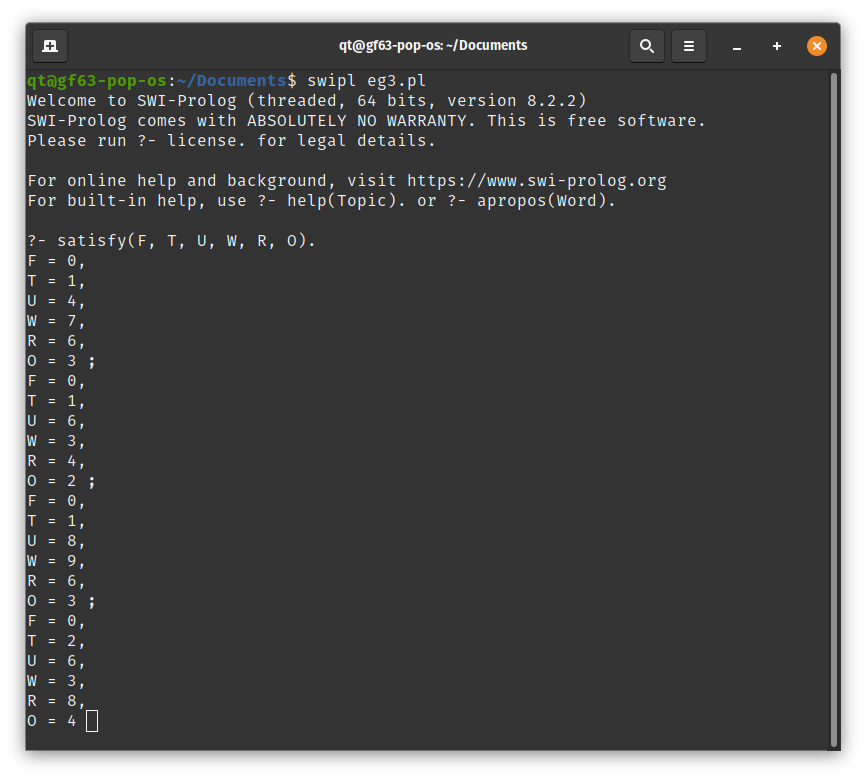 qt@gf63-pop-os: ~/Documents
qt@gf63-pop-os:~/Documents$ swipl eg3.pl
Welcome to SWI-Prolog (threaded, 64 bits, version 8.2.2)
SWI-Prolog comes with ABSOLUTELY NO WARRANTY. This is free software.
Please run ?- license. for legal details.
For online help and background, visit https://www.swi-prolog.org
For built-in help, use ?- help(Topic). or ?- apropos(Word).
?- satisfy(F, T, U, W, R, O).
F = 0,
T = 1,
U = 4,
W = 7,
R = 6,
O = 3 ;
F = 0,
T = 1,
U = 6,
W = 3,
R = 4,
O = 2 ;
F = 0,
T = 1,
U = 8,
W = 9,
R = 6,
O = 3 ;
F = 0,
T = 2,
U = 6,
W = 3,
R = 8,
O = 4